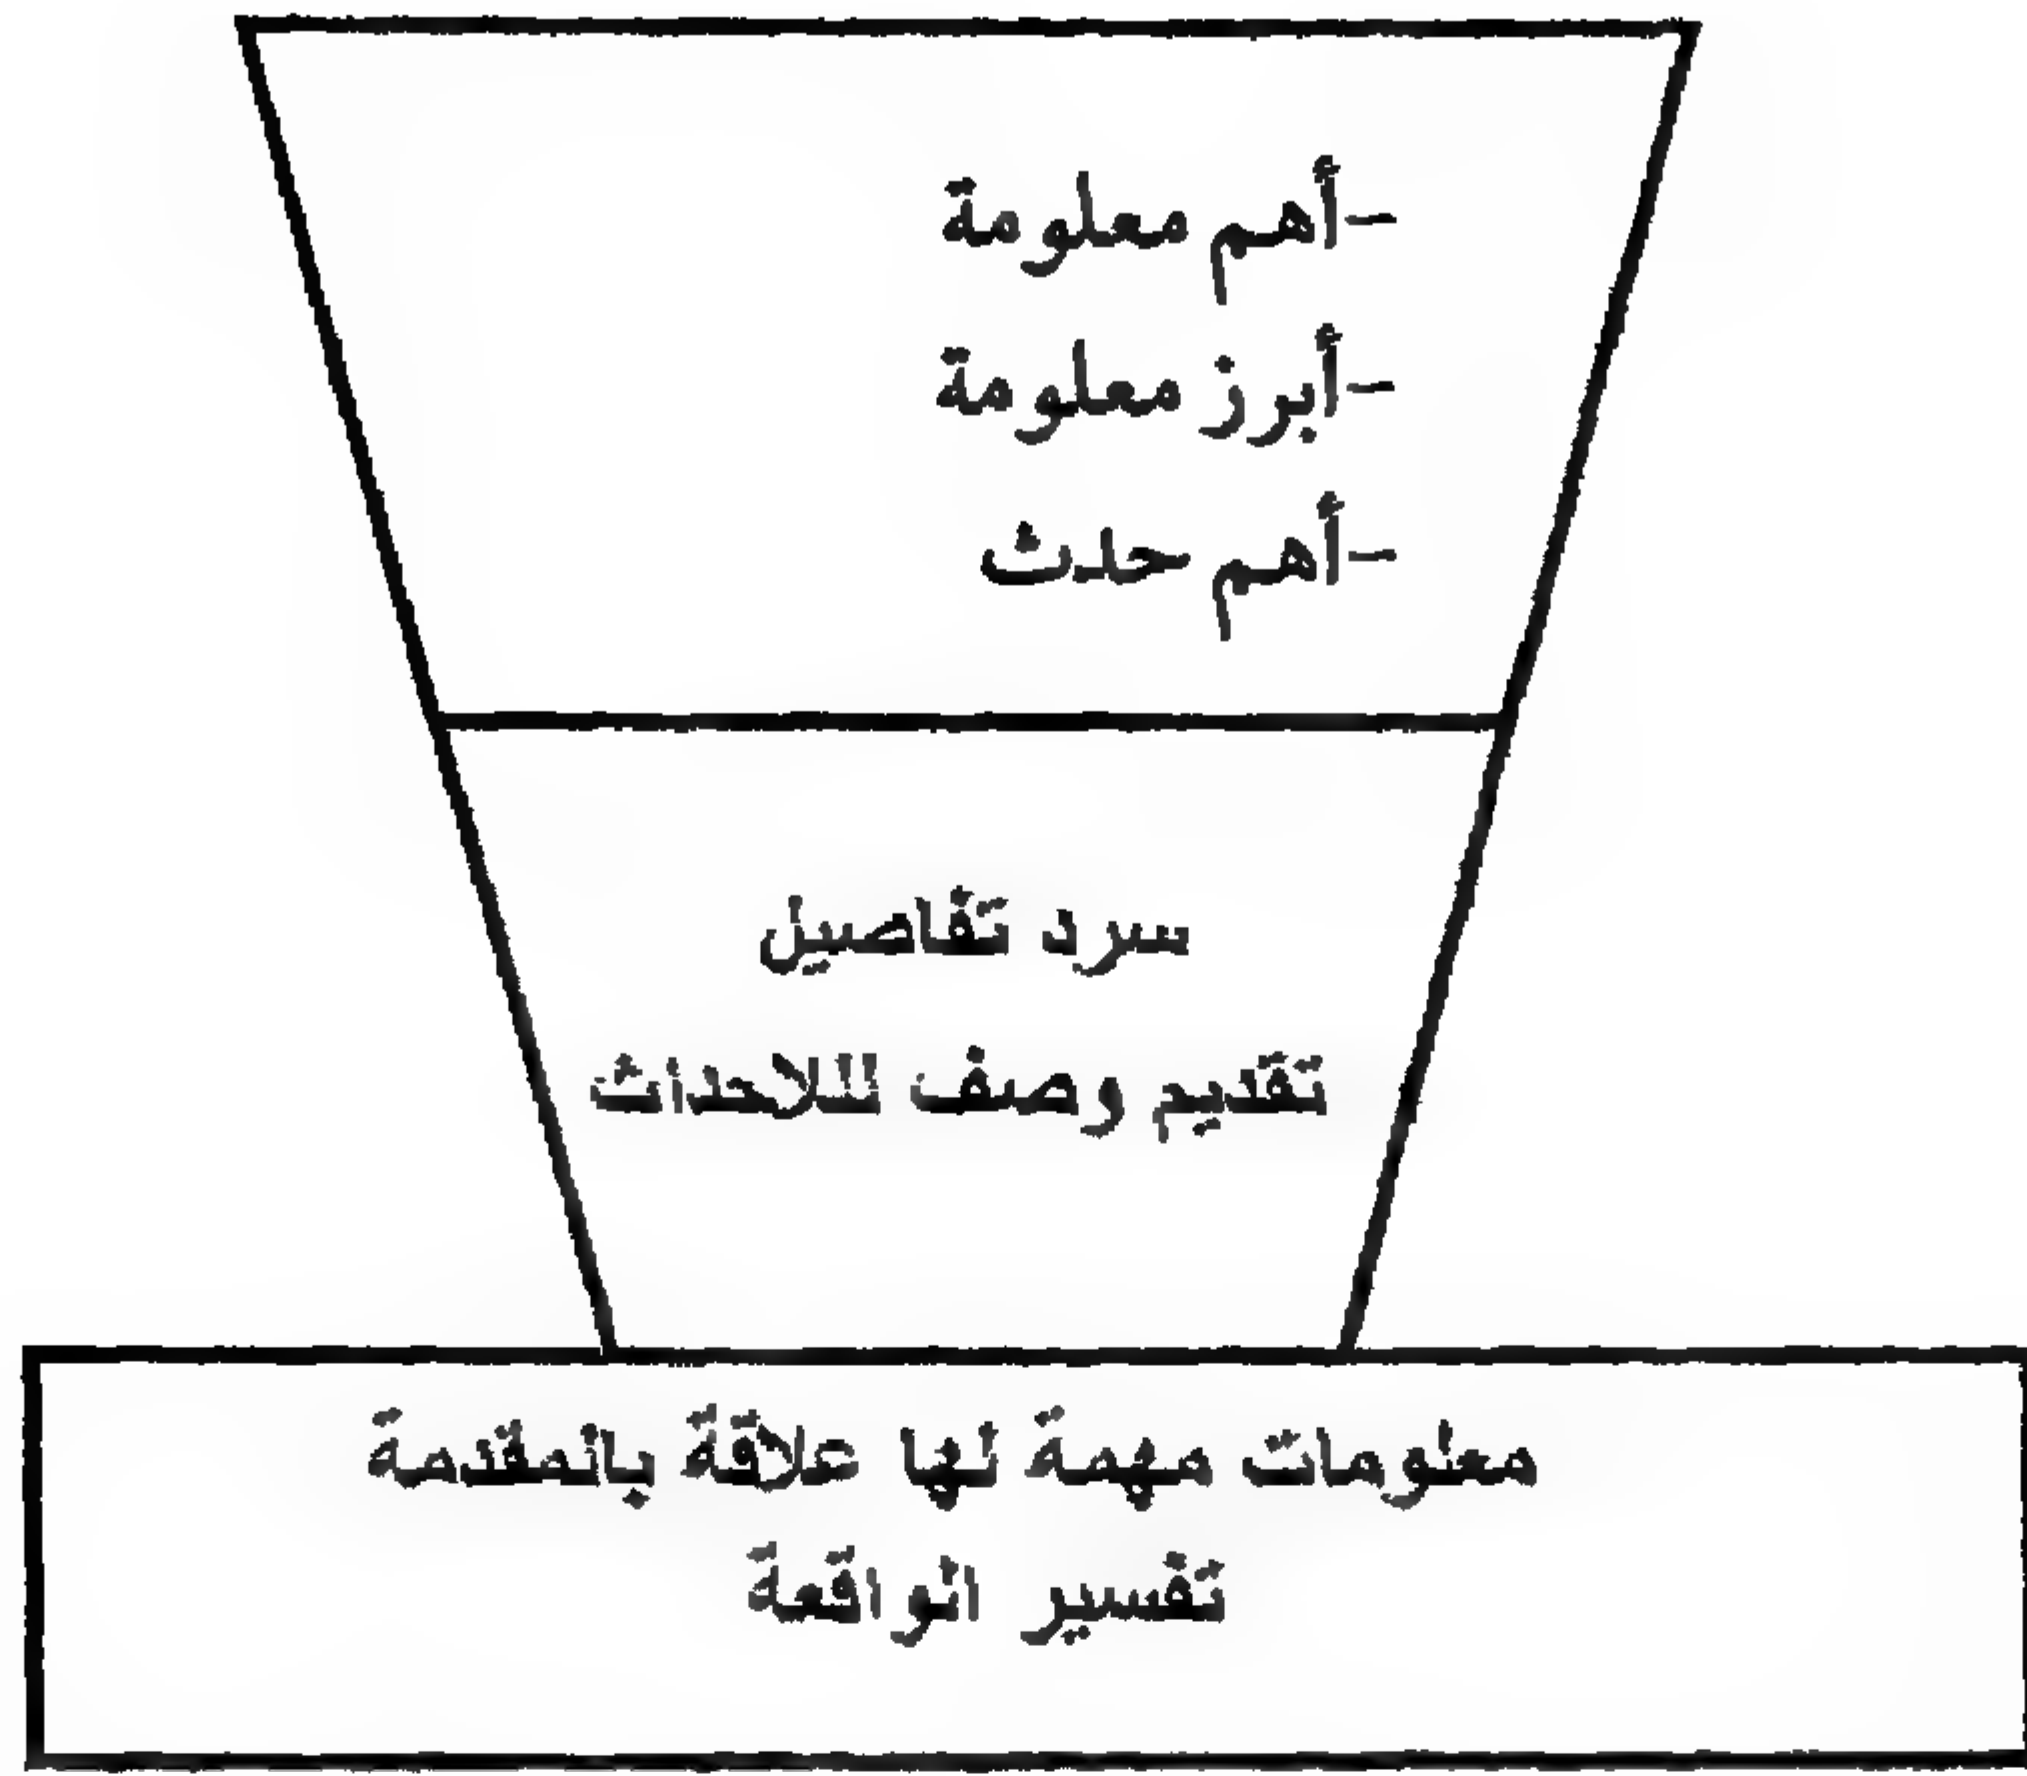 -أهم معلومة
-أبرز معلومة
-أهم حدث
سرد تفاصيل
تقديم وصف للاحداث
معلومات مهمة لها علاقة بالمقدمة
تفسير الواقعة